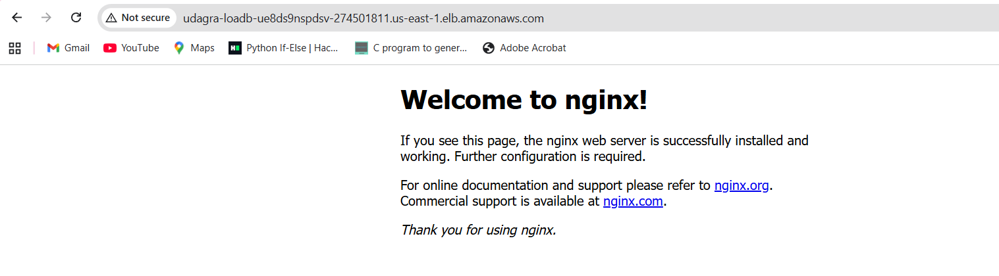 Not secure udagra-loadb-ue8ds9nspdsv-274501811.us-east-1.elb.amazonaws.com
Gmail YouTube Maps Python If-Else | Hac... C program to gener... Adobe Acrobat
Welcome to nginx!
If you see this page, the nginx web server is successfully installed and
working. Further configuration is required.
For online documentation and support please refer to nginx.org.
Commercial support is available at nginx.com.
Thank you for using nginx.